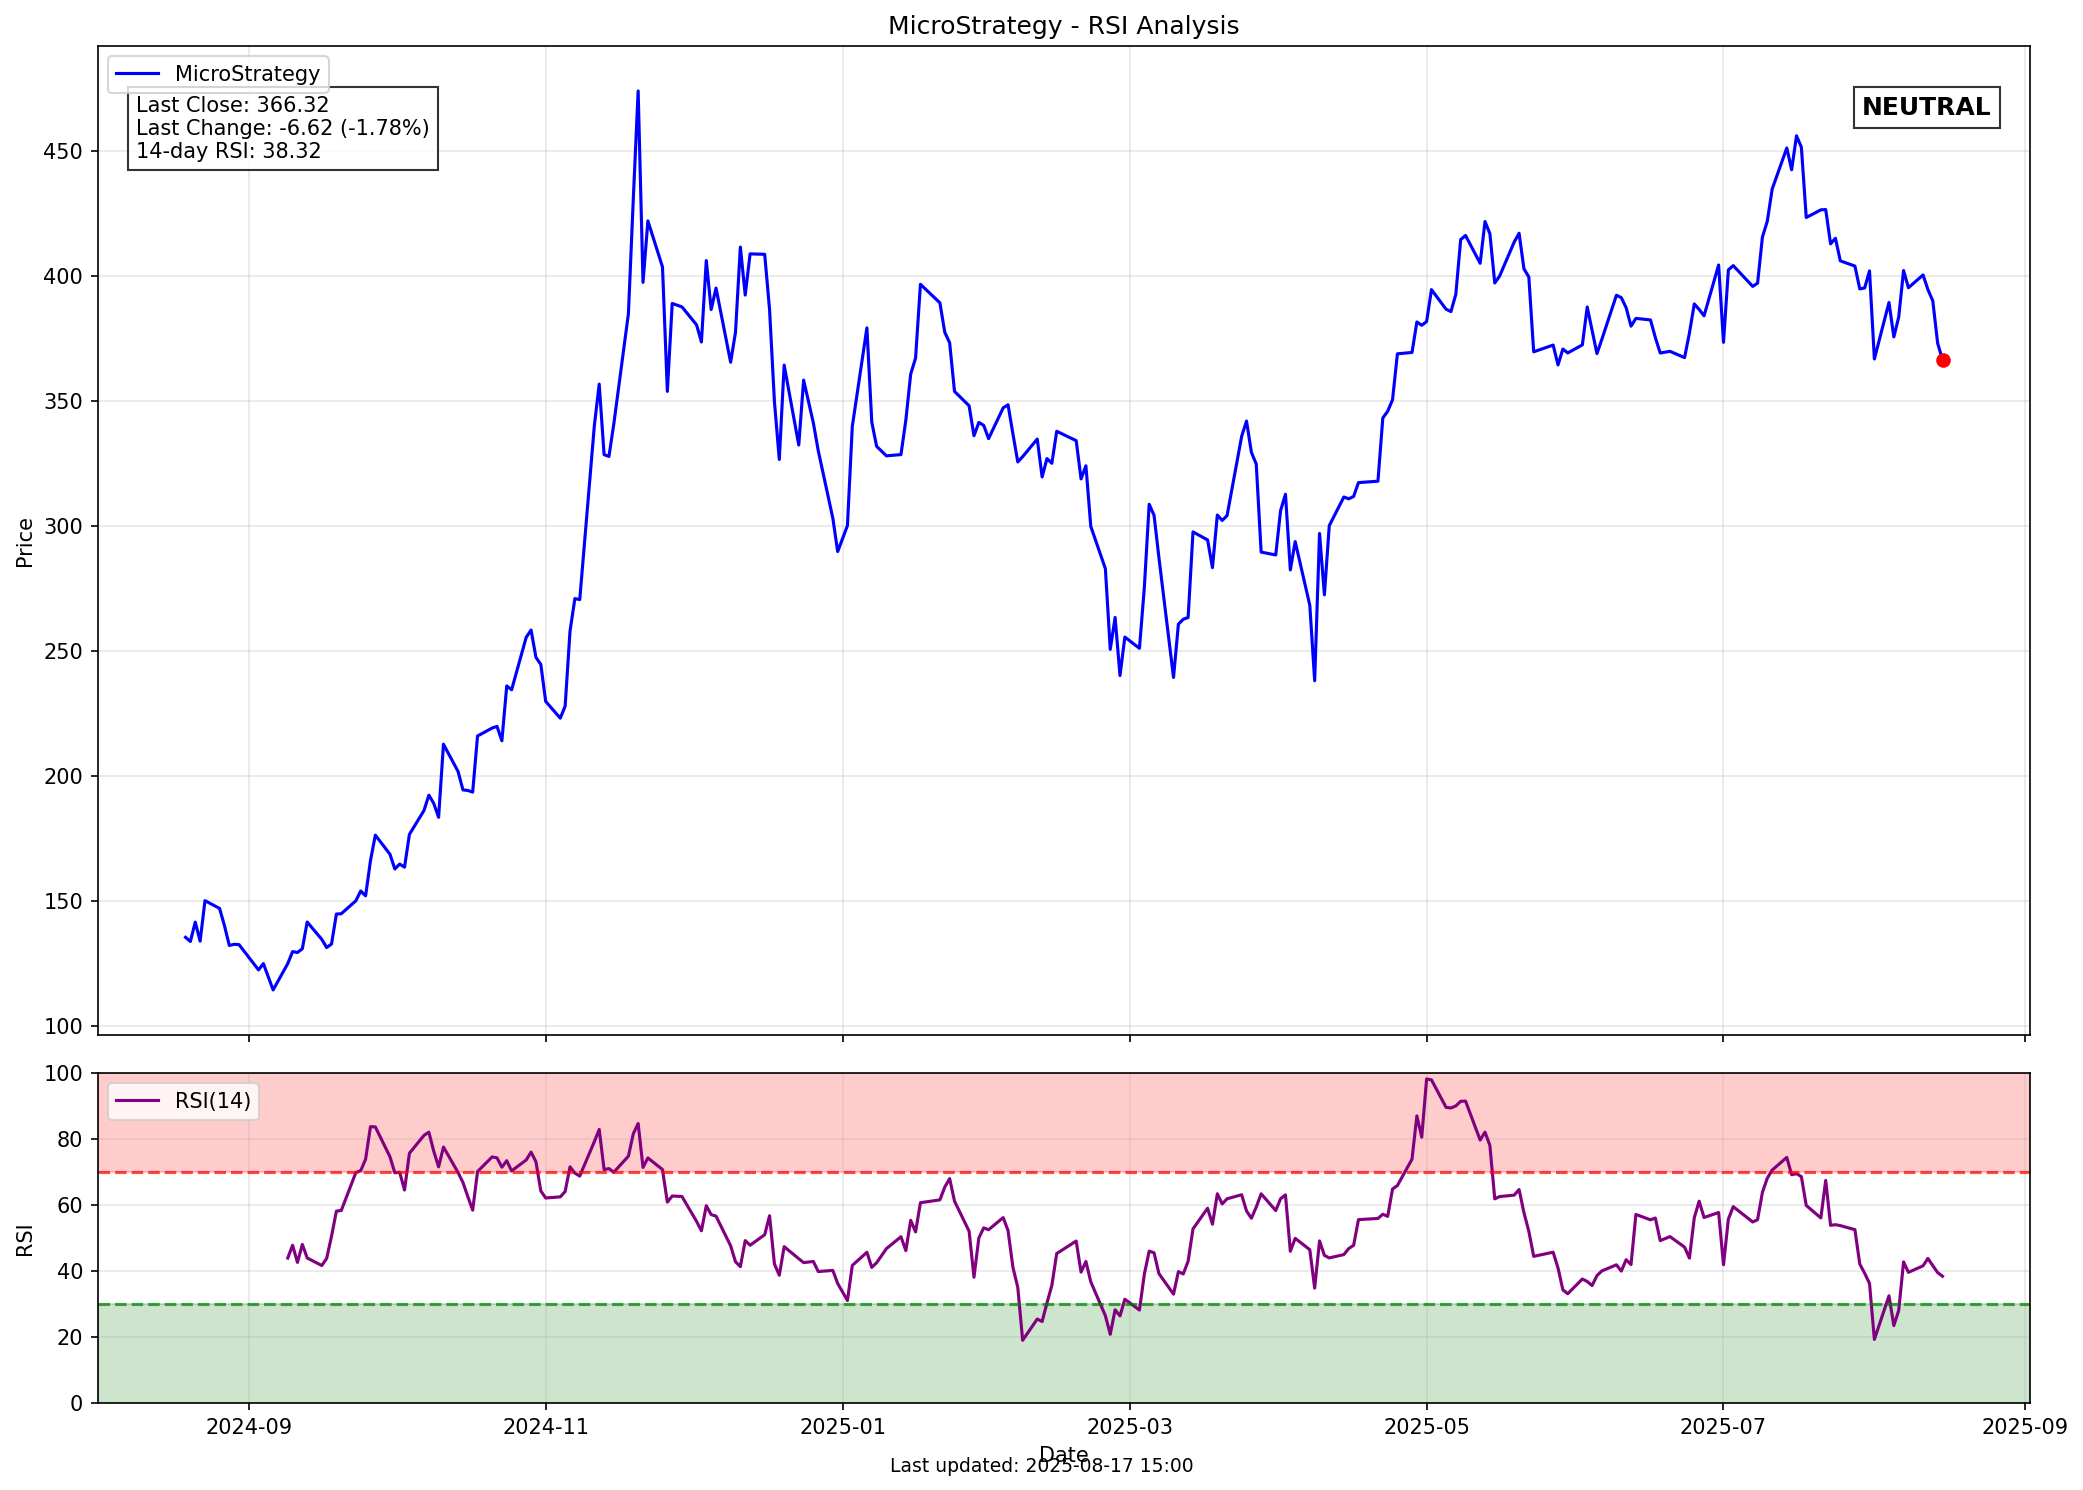 MicroStrategy - RSI Analysis
MicroStrategy
Last Close: 366.32
Last Change: -6.62 (-1.78%)
14-day RSI: 38.32
NEUTRAL
Price
450
400
350
300
250
200
150
100
RSI(14)
RSI
100
80
60
40
20
0
2024-09
2024-11
2025-01
2025-03
2025-05
2025-07
2025-09
Date
Last updated: 2025-08-17 15:00